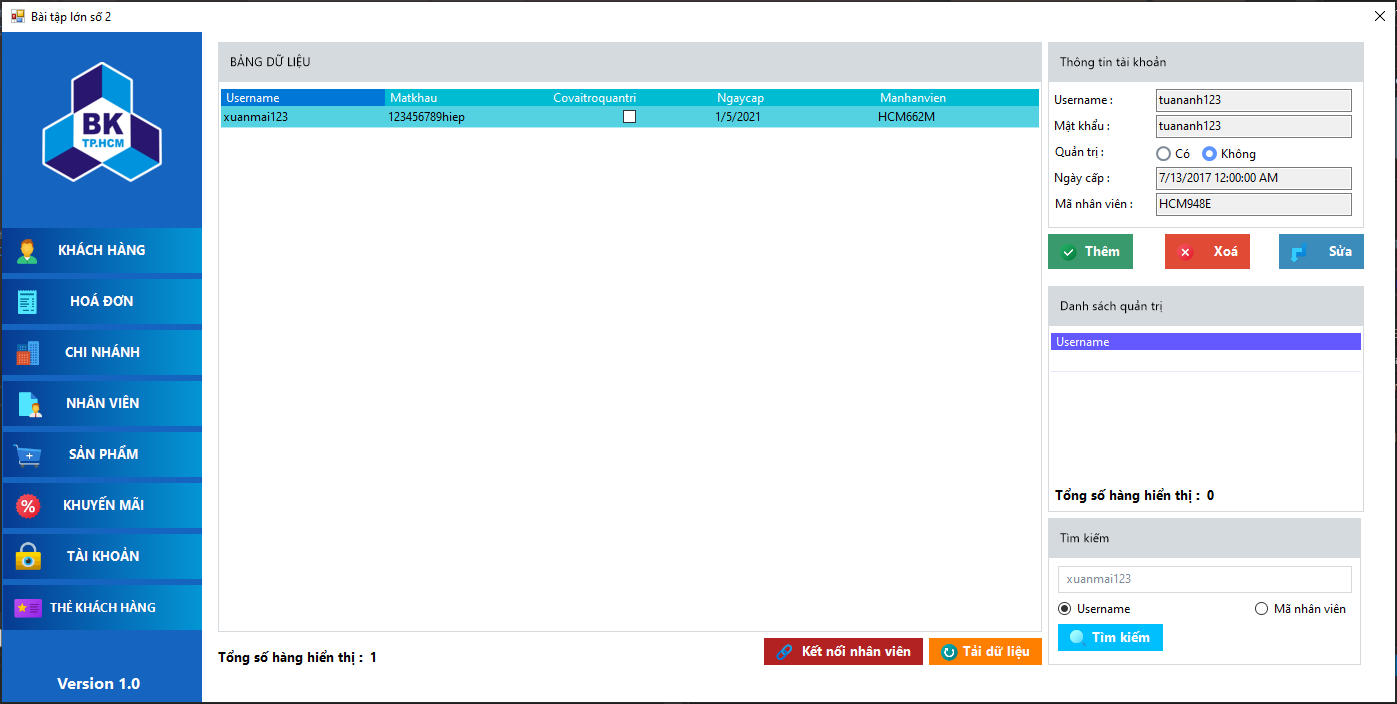 Bài tập lớn số 2
BK
TP.HCM
KHÁCH HÀNG
HOÁ ĐƠN
CHI NHÁNH
NHÂN VIÊN
SẢN PHẨM
KHUYẾN MÃI
TÀI KHOẢN
THẺ KHÁCH HÀNG
Version 1.0
BẢNG DỮ LIỆU
Username Matkhau Covaitroquantri Ngaycap Manhanvien
xuanmai123 123456789hiep 1/5/2021 HCM662M
Tổng số hàng hiển thị : 1
Kết nối nhân viên
Tải dữ liệu
Thông tin tài khoản
Username : tuananh123
Mật khẩu : tuananh123
Quản trị : Có Không
Ngày cấp : 7/13/2017 12:00:00 AM
Mã nhân viên : HCM948E
Thêm Xoá Sửa
Danh sách quản trị
Username
Tổng số hàng hiển thị : 0
Tìm kiếm
xuanmai123
Username Mã nhân viên
Tìm kiếm